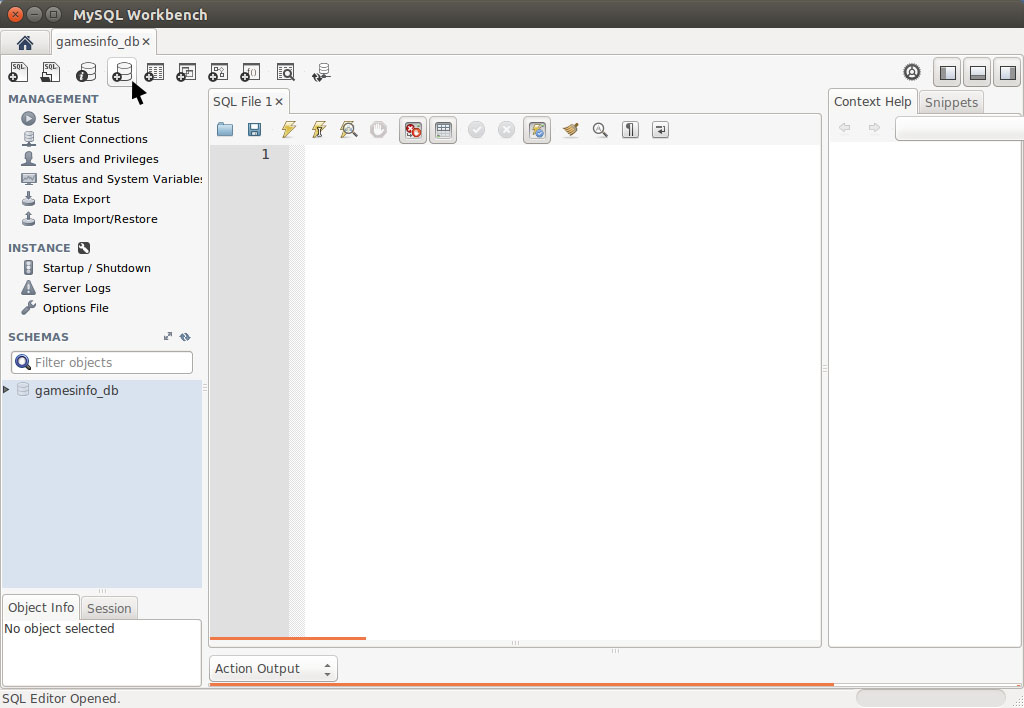 MySQL Workbench
gamesinfo_db
MANAGEMENT
Server Status
Client Connections
Users and Privileges
Status and System Variables
Data Export
Data Import/Restore
INSTANCE
Startup / Shutdown
Server Logs
Options File
SCHEMAS
Filter objects
gamesinfo_db
Object Info Session
No object selected
SQL File 1
1
Action Output
Context Help Snippets
SQL Editor Opened.